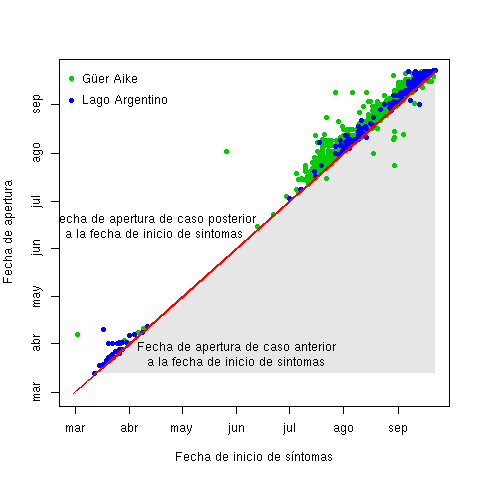 Güer Aike
Lago Argentino
echa de apertura de caso posterior
a la fecha de inicio de sintomas
Fecha de apertura de caso anterior
a la fecha de inicio de sintomas
Fecha de apertura
mar
abr
may
jun
jul
ago
sep
mar
abr
may
jun
jul
ago
sep
Fecha de inicio de síntomas